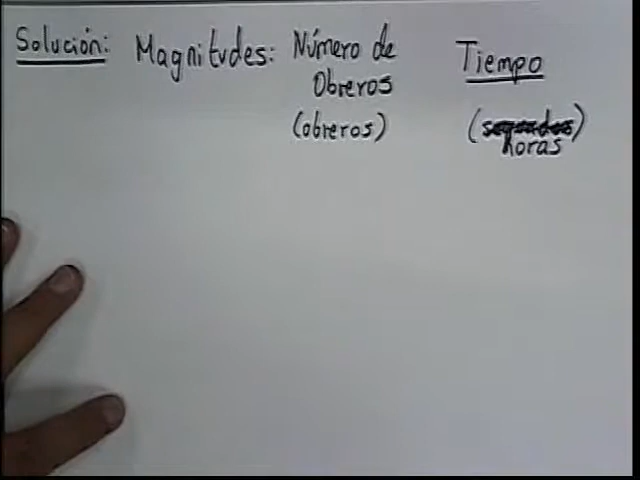 Solución: Magnitudes: Número de Obreros (obreros)
Tiempo (segundos) horas